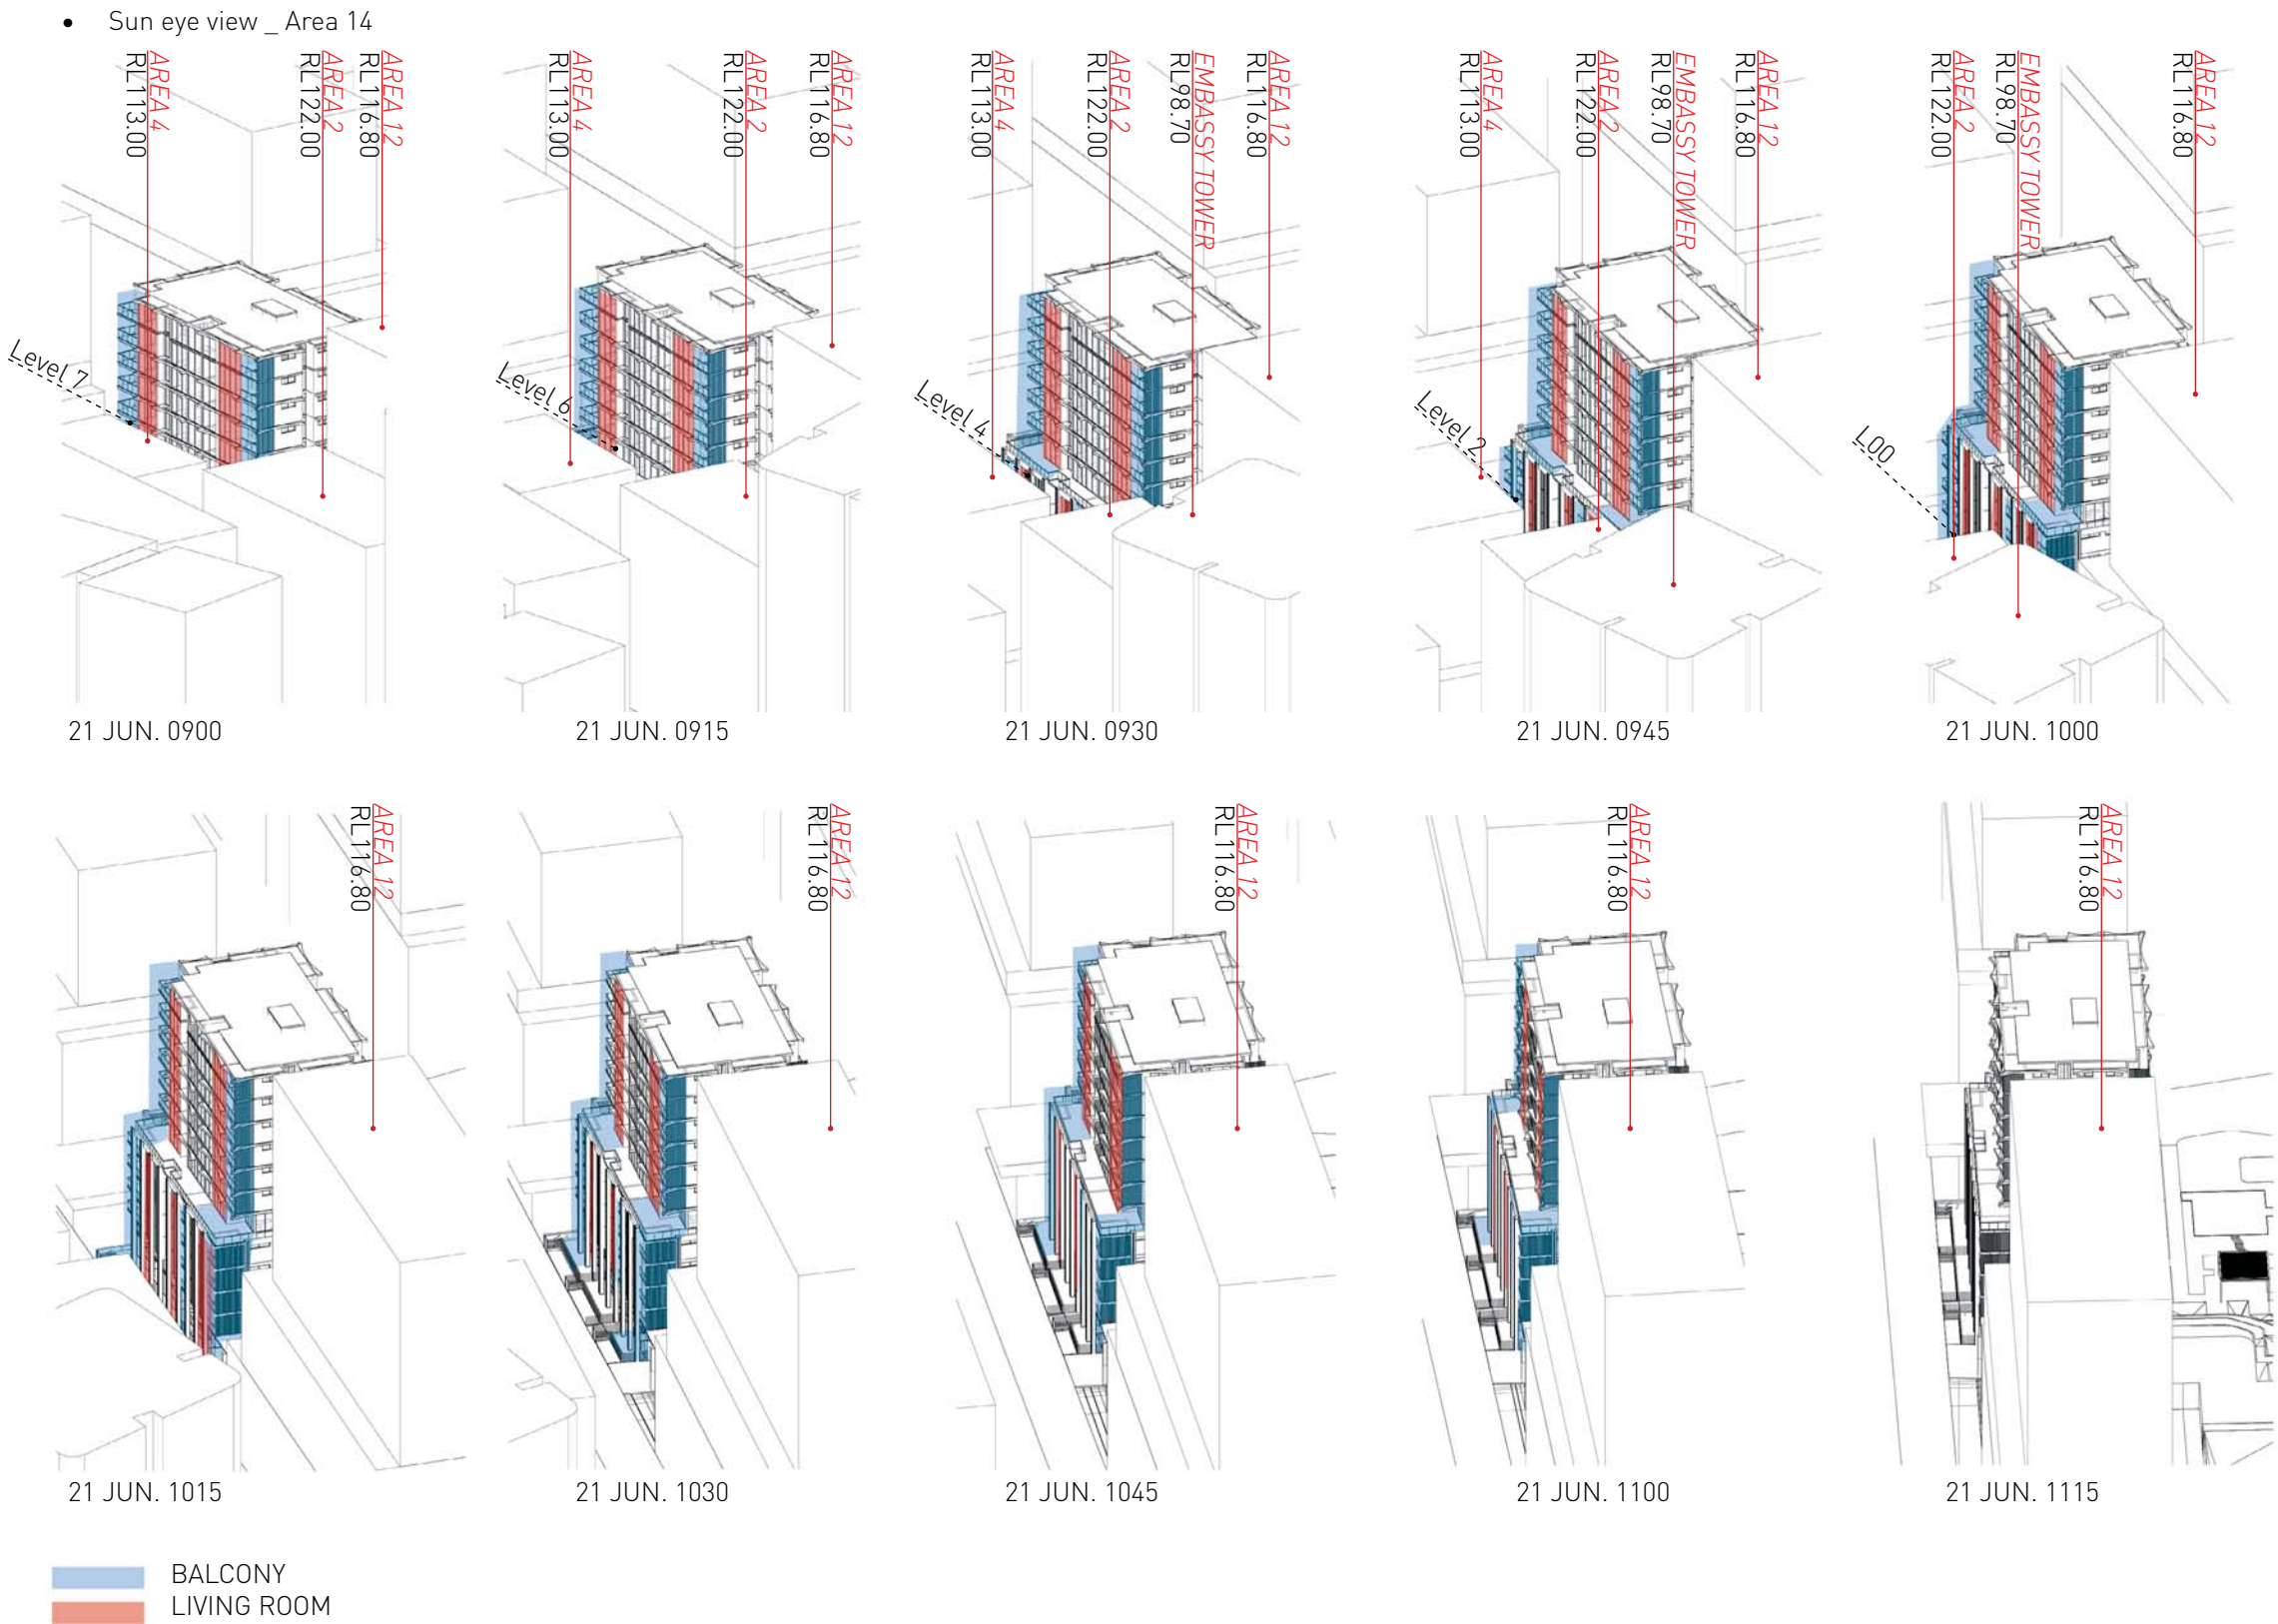 • Sun eye view _ Area 14
AREA 4
RL113.00
AREA 2
RL122.00
AREA 12
RL116.80
Level 7
21 JUN. 0900
AREA 4
RL113.00
AREA 2
RL122.00
AREA 12
RL116.80
Level 6
21 JUN. 0915
AREA 4
RL113.00
AREA 2
RL122.00
EMBASSY TOWER
RL98.70
AREA 12
RL116.80
Level 4
21 JUN. 0930
AREA 4
RL113.00
AREA 2
RL122.00
EMBASSY TOWER
RL98.70
AREA 12
RL116.80
Level 2
21 JUN. 0945
AREA 2
RL122.00
EMBASSY TOWER
RL98.70
AREA 12
RL116.80
L00
21 JUN. 1000
AREA 12
RL116.80
21 JUN. 1015
AREA 12
RL116.80
21 JUN. 1030
AREA 12
RL116.80
21 JUN. 1045
AREA 12
RL116.80
21 JUN. 1100
AREA 12
RL116.80
21 JUN. 1115
BALCONY
LIVING ROOM